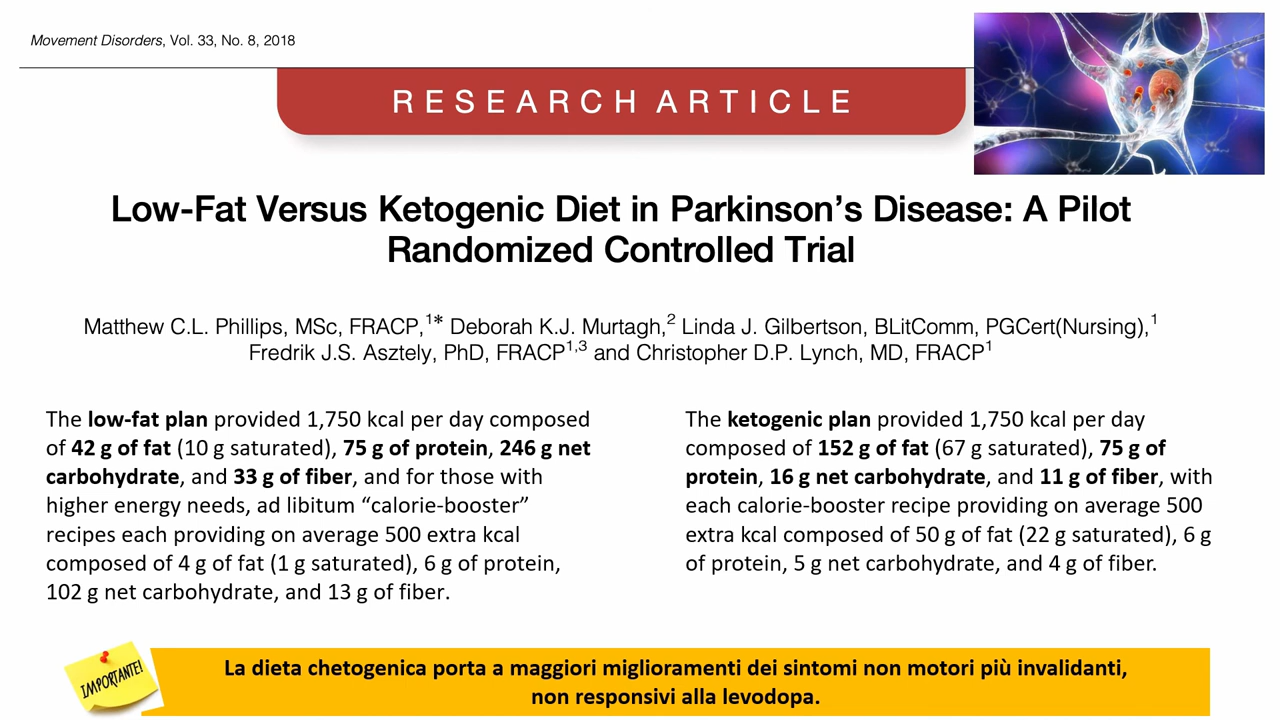 Movement Disorders, Vol. 33, No. 8, 2018
RESEARCH ARTICLE
Low-Fat Versus Ketogenic Diet in Parkinson’s Disease: A Pilot
Randomized Controlled Trial
Matthew C.L. Phillips, MSc, FRACP,1* Deborah K.J. Murtagh,2 Linda J. Gilbertson, BLitComm, PGCert(Nursing),1
Fredrik J.S. Asztely, PhD, FRACP1,3 and Christopher D.P. Lynch, MD, FRACP1
The low-fat plan provided 1,750 kcal per day composed
of 42 g of fat (10 g saturated), 75 g of protein, 246 g net
carbohydrate, and 33 g of fiber, and for those with
higher energy needs, ad libitum “calorie-booster”
recipes each providing on average 500 extra kcal
composed of 4 g of fat (1 g saturated), 6 g of protein,
102 g net carbohydrate, and 13 g of fiber.
The ketogenic plan provided 1,750 kcal per day
composed of 152 g of fat (67 g saturated), 75 g of
protein, 16 g net carbohydrate, and 11 g of fiber, with
each calorie-booster recipe providing on average 500
extra kcal composed of 50 g of fat (22 g saturated), 6 g
of protein, 5 g net carbohydrate, and 4 g of fiber.
IMPORTANTE!
La dieta chetogenica porta a maggiori miglioramenti dei sintomi non motori più invalidanti,
non responsivi alla levodopa.